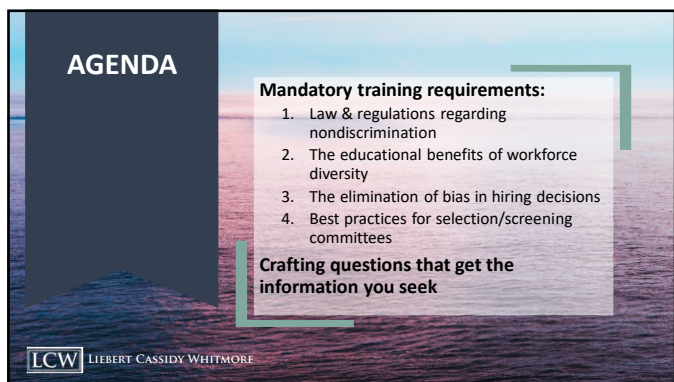 AGENDA
Mandatory training requirements:
1. Law & regulations regarding
nondiscrimination
2. The educational benefits of workforce
diversity
3. The elimination of bias in hiring decisions
4. Best practices for selection/screening
committees
Crafting questions that get the
information you seek
LCW LIEBERT CASSIDY WHITMORE